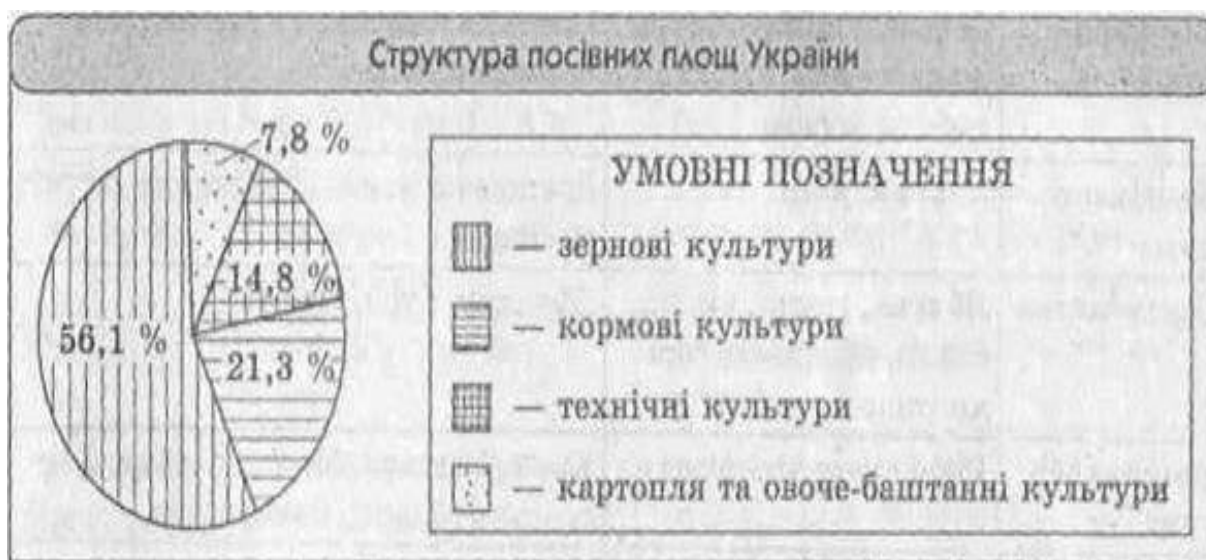 Структура посівних площ України
7,8 %
14,8 %
56,1 %
21,3 %
УМОВНІ ПОЗНАЧЕННЯ
— зернові культури
— кормові культури
— технічні культури
— картопля та овоче-баштанні культури